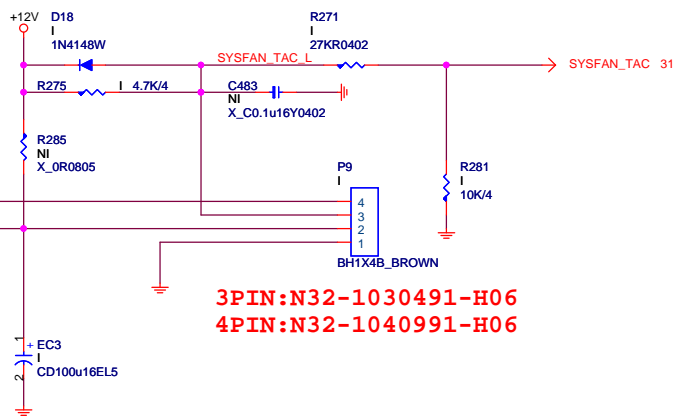 +12V
D18
I
1N4148W
R271
I
27KR0402
SYSFAN_TAC_L
SYSFAN_TAC 31
R275
I 4.7K/4
C483
NI
X_C0.1u16Y0402
R285
NI
X_0R0805
P9
I
R281
I
10K/4
4
3
2
1
BH1X4B_BROWN
3PIN:N32-1030491-H06
4PIN:N32-1040991-H06
1
+ EC3
I
CD100u16EL5
2